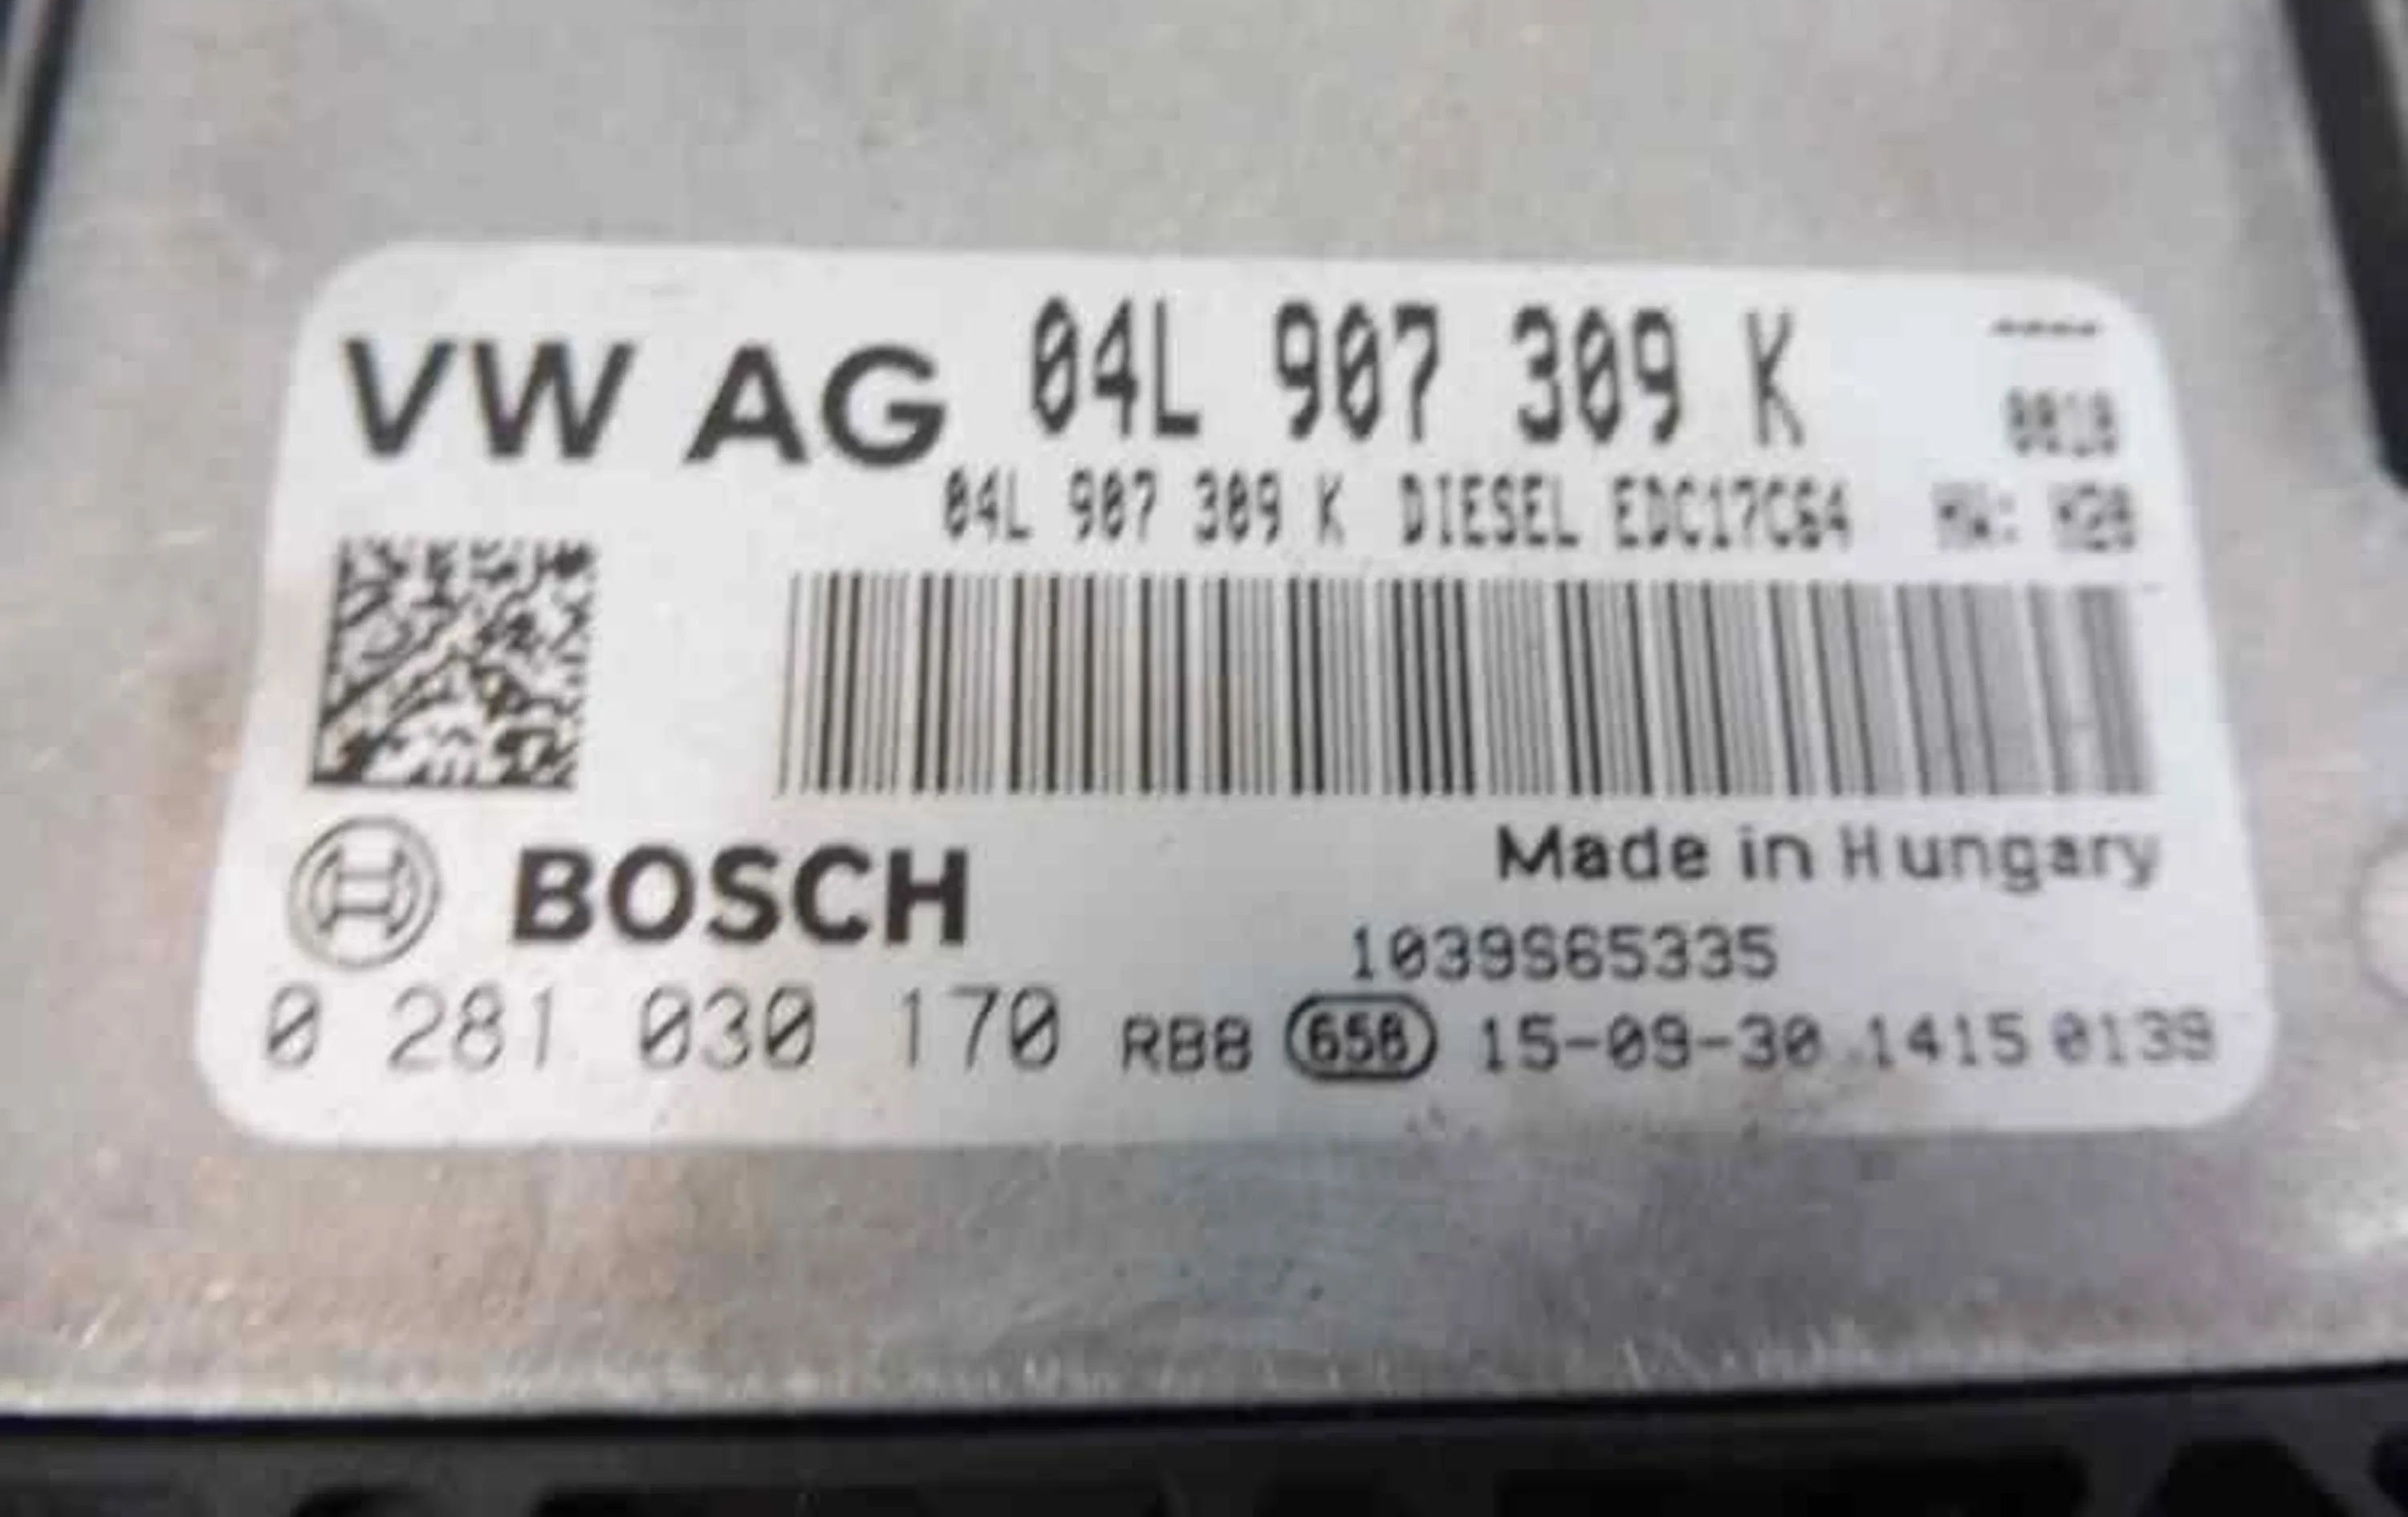 VW AG 04L 907 309 K ----
04L 907 309 K DIESEL EDC17C64 HW: H20
BOSCH
Made in Hungary
1039S65335
0 281 030 170 RB8 658 15-09-30 1415 0139